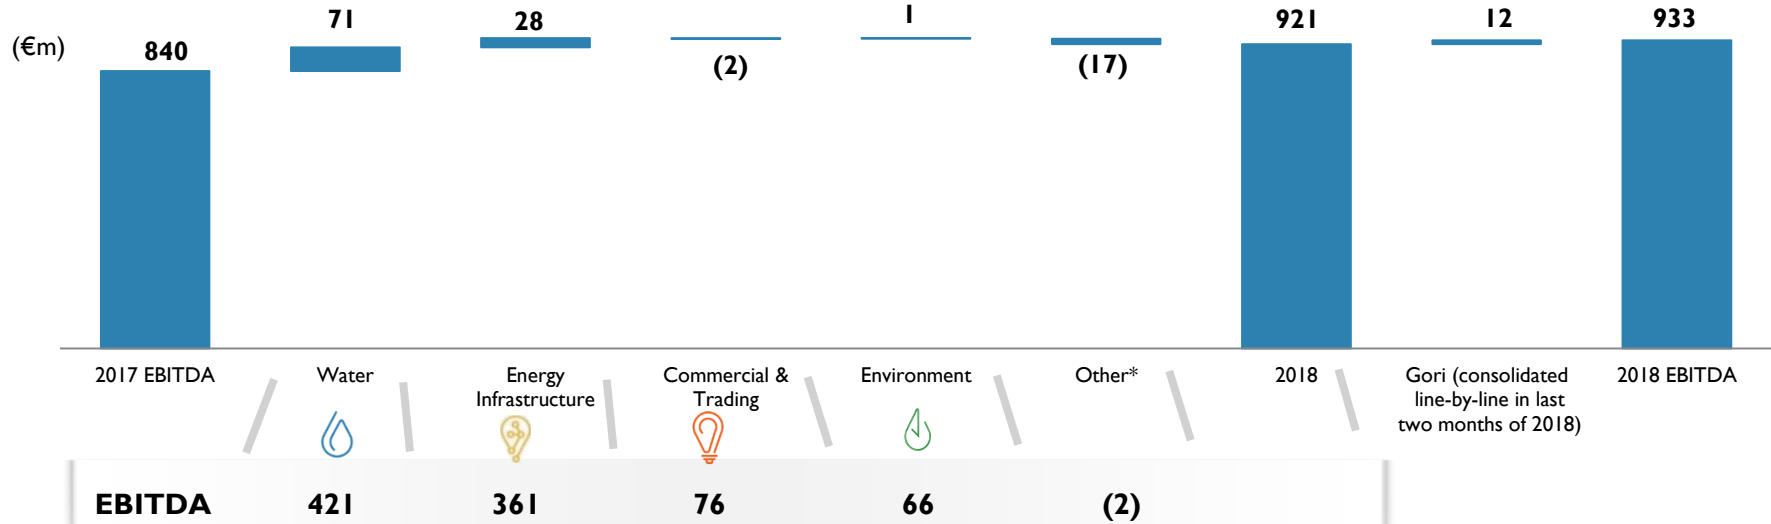 (€m)
840
71
28
(2)
1
(17)
921
12
933
2017 EBITDA
Water
Energy
Infrastructure
Commercial &
Trading
Environment
Other*
2018
Gori (consolidated
line-by-line in last
two months of 2018)
2018 EBITDA
EBITDA 421 361 76 66 (2)